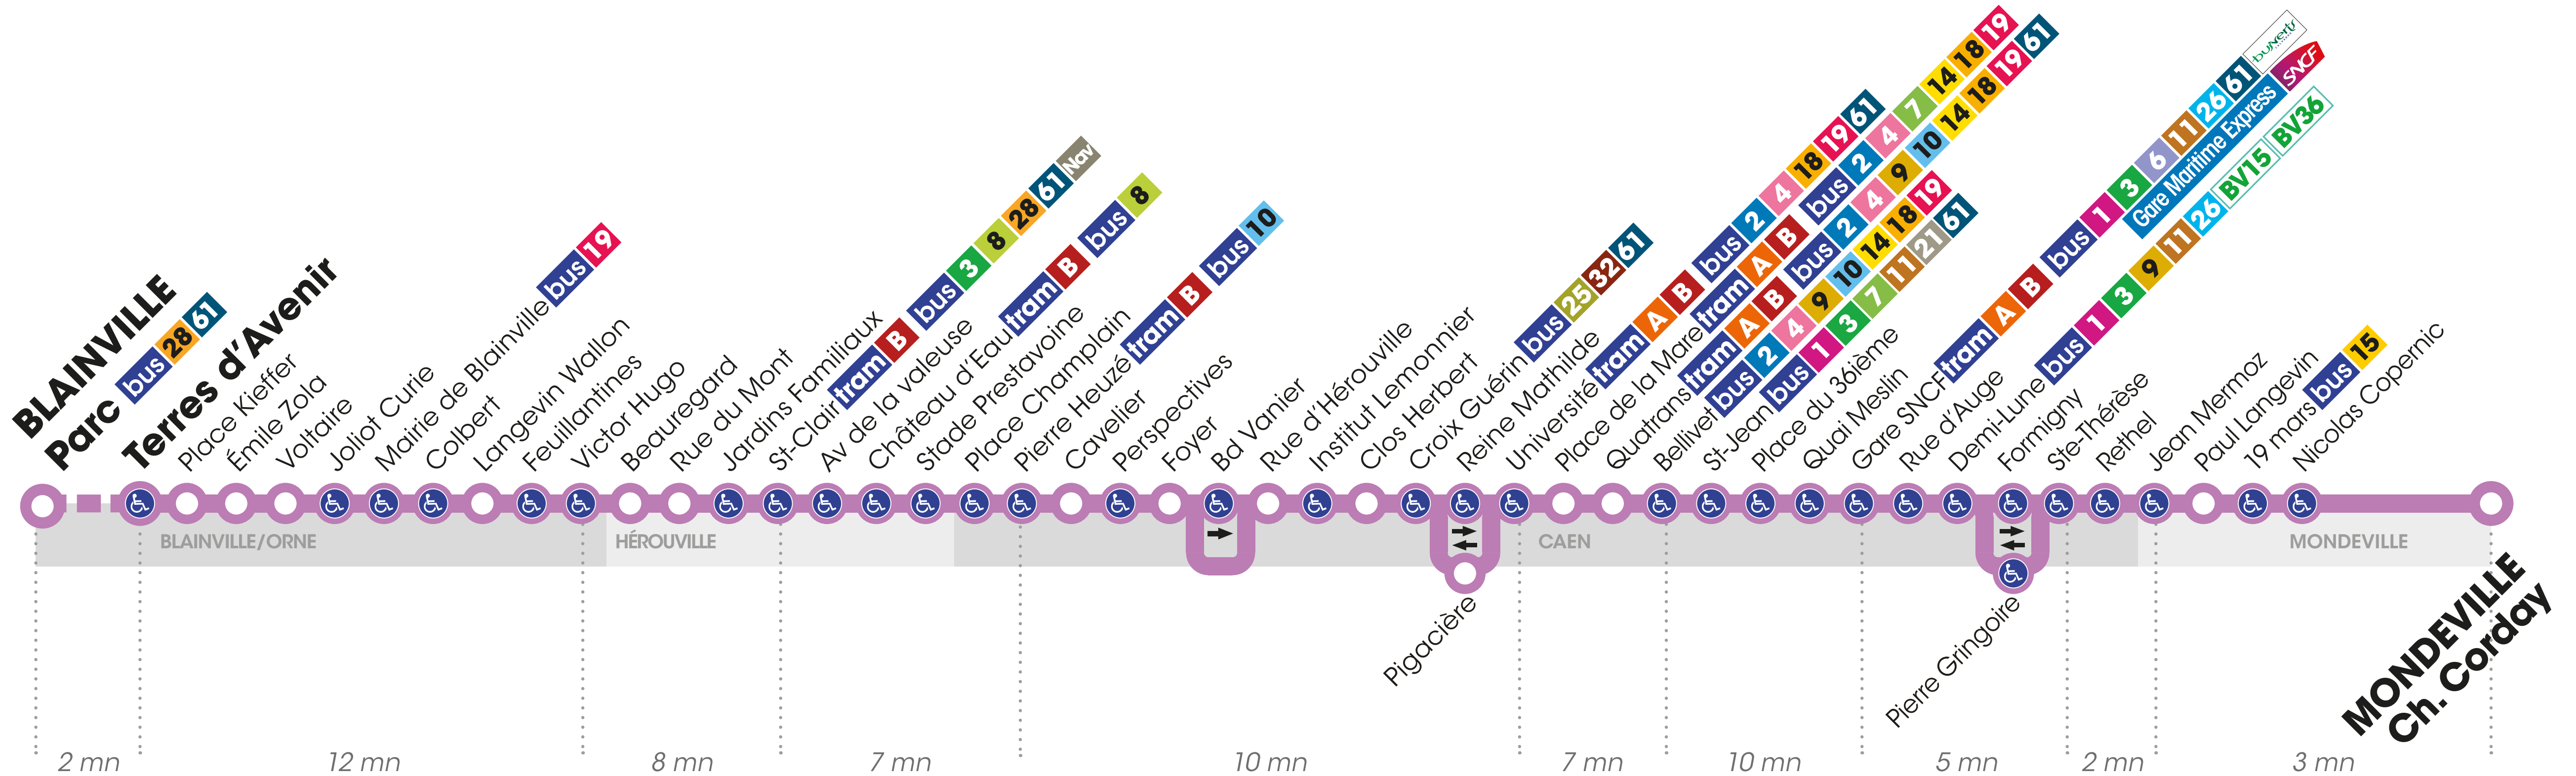 BLAINVILLE
Parc bus 28 61
Terres d'Avenir
Place Kieffer
Émile Zola
Voltaire
Joliot Curie
Mairie de Blainville bus 19
Colbert
Langevin Wallon
Feuillantines
Victor Hugo
Beauregard
Rue du Mont
Jardins Familiaux
St-Clair tram B bus 3 8 28 61 Nav
Av de la valeuse
Château d'Eau tram B bus 8
Stade Prestavoine
Place Champlain
Pierre Heuzé tram B bus 10
Cavelier
Perspectives
Foyer
Bd Vanier
Rue d'Hérouville
Institut Lemonnier
Clos Herbert
Croix Guérin bus 25 32 61
Reine Mathilde
Université tram A B bus 2 4 18 19 61
Place de la Mare tram A B bus 2 4 7 14 18 19
Quatrans tram A B bus 2 4 9 10 14 18 19 61
Bellivet bus 2 4 9 10 14 18 19
St-Jean bus 1 3 7 11 21 61
Place du 36ième
Quai Meslin
Gare SNCF tram A B bus 1 3 6 11 26 61 busverts
Gare Maritime Express SNCF
Rue d'Auge
Demi-Lune bus 1 3 9 11 26 BV15 BV36
Formigny
Ste-Thérèse
Rethel
Jean Mermoz
Paul Langevin
19 mars bus 15
Nicolas Copernic
BLAINVILLE/ORNE
HÉROUVILLE
CAEN
MONDEVILLE
Pigacière
Pierre Gringoire
MONDEVILLE
Ch. Corday
2 mn
12 mn
8 mn
7 mn
10 mn
7 mn
10 mn
5 mn
2 mn
3 mn